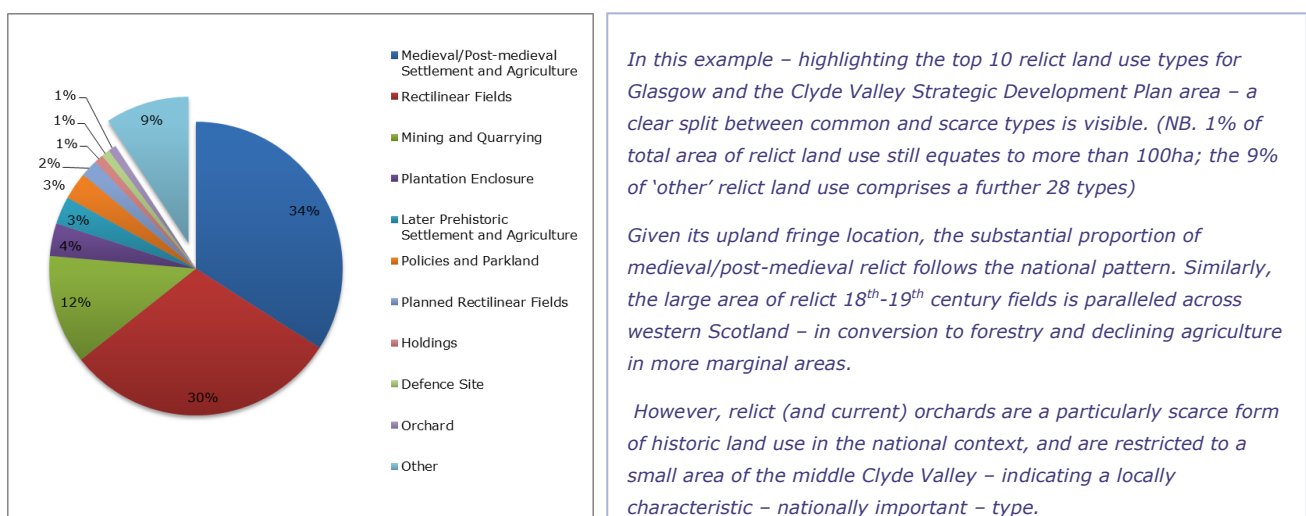 1%
1%
1%
2%
3%
3%
4%
12%
30%
34%
9%
Medieval/Post-medieval
Settlement and Agriculture
Rectilinear Fields
Mining and Quarrying
Plantation Enclosure
Later Prehistoric
Settlement and Agriculture
Policies and Parkland
Planned Rectilinear Fields
Holdings
Defence Site
Orchard
Other
In this example – highlighting the top 10 relict land use types for
Glasgow and the Clyde Valley Strategic Development Plan area – a
clear split between common and scarce types is visible. (NB. 1% of
total area of relict land use still equates to more than 100ha; the 9%
of ‘other’ relict land use comprises a further 28 types)
Given its upland fringe location, the substantial proportion of
medieval/post-medieval relict follows the national pattern. Similarly,
the large area of relict 18th-19th century fields is paralleled across
western Scotland – in conversion to forestry and declining agriculture
in more marginal areas.
However, relict (and current) orchards are a particularly scarce form
of historic land use in the national context, and are restricted to a
small area of the middle Clyde Valley – indicating a locally
characteristic – nationally important – type.